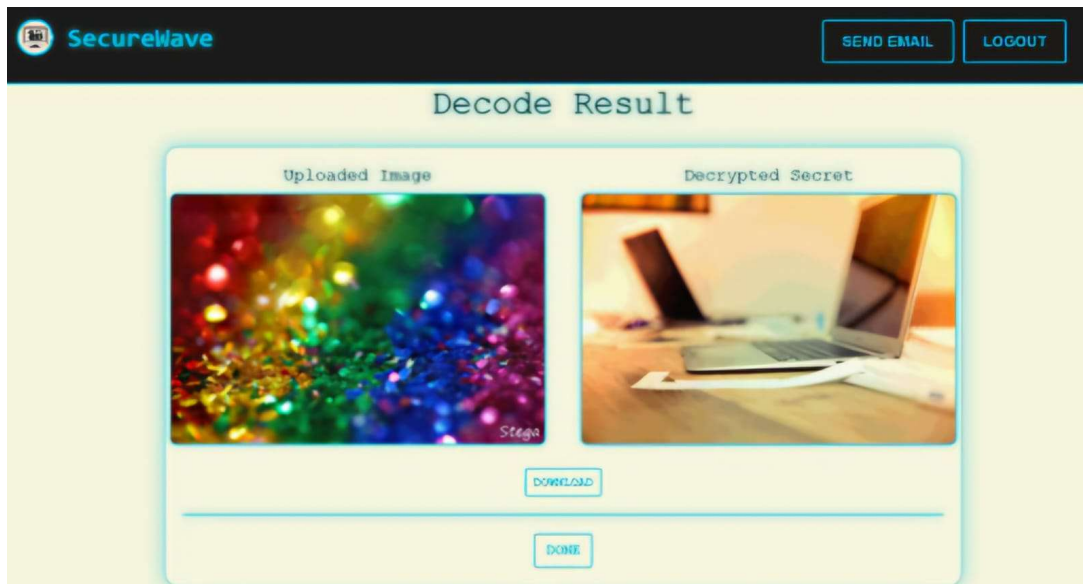 SecureWave
SEND EMAIL
LOGOUT
Decode Result
Uploaded Image
Decrypted Secret
Stega
DOWNLOAD
DONE